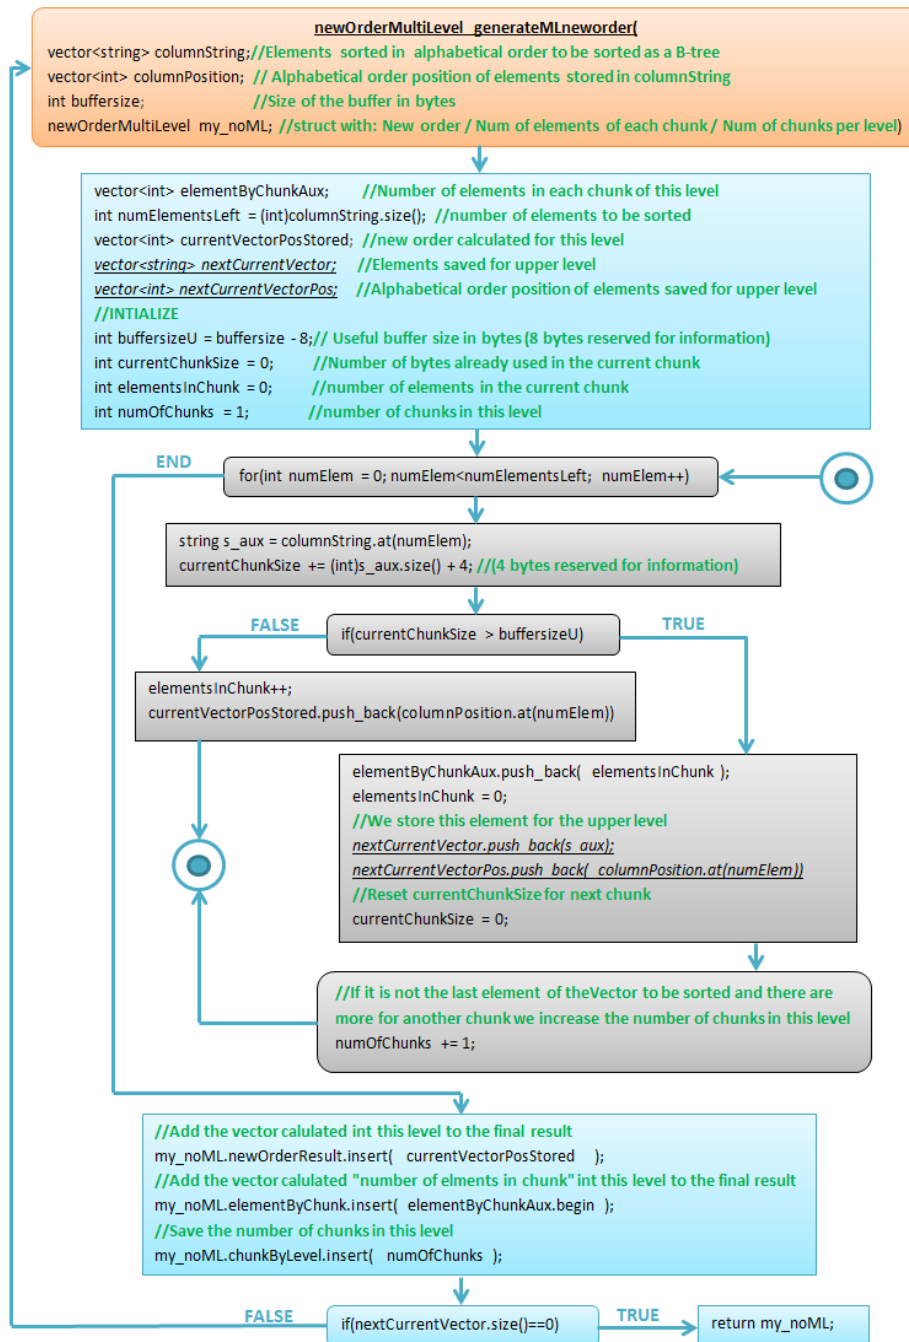 newOrderMultiLevel generateMLneworder(
vector<string> columnString;//Elements sorted in alphabetical order to be sorted as a B-tree
vector<int> columnPosition; // Alphabetical order position of elements stored in columnString
int buffersize; //Size of the buffer in bytes
newOrderMultiLevel my_noML; //struct with: New order / Num of elements of each chunk / Num of chunks per level)
vector<int> elementByChunkAux; //Number of elements in each chunk of this level
int numElementsLeft = (int)columnString.size(); //number of elements to be sorted
vector<int> currentVectorPosStored; //new order calculated for this level
vector<string> nextCurrentVector; //Elements saved for upper level
vector<int> nextCurrentVectorPos; //Alphabetical order position of elements saved for upper level
//INTIALIZE
int buffersizeU = buffersize - 8;// Useful buffer size in bytes (8 bytes reserved for information)
int currentChunkSize = 0; //Number of bytes already used in the current chunk
int elementsInChunk = 0; //number of elements in the current chunk
int numOfChunks = 1; //number of chunks in this level
END
for(int numElem = 0; numElem<numElementsLeft; numElem++)
string s_aux = columnString.at(numElem);
currentChunkSize += (int)s_aux.size() + 4; //(4 bytes reserved for information)
FALSE
if(currentChunkSize > buffersizeU)
TRUE
elementsInChunk++;
currentVectorPosStored.push_back(columnPosition.at(numElem))
elementByChunkAux.push_back( elementsInChunk );
elementsInChunk = 0;
//We store this element for the upper level
nextCurrentVector.push_back(s_aux);
nextCurrentVectorPos.push_back( columnPosition.at(numElem))
//Reset currentChunkSize for next chunk
currentChunkSize = 0;
//If it is not the last element of theVector to be sorted and there are
more for another chunk we increase the number of chunks in this level
numOfChunks += 1;
//Add the vector calulated int this level to the final result
my_noML.newOrderResult.insert( currentVectorPosStored );
//Add the vector calulated "number of elments in chunk" int this level to the final result
my_noML.elementByChunk.insert( elementByChunkAux.begin );
//Save the number of chunks in this level
my_noML.chunkByLevel.insert( numOfChunks );
FALSE
if(nextCurrentVector.size()==0)
TRUE
return my_noML;